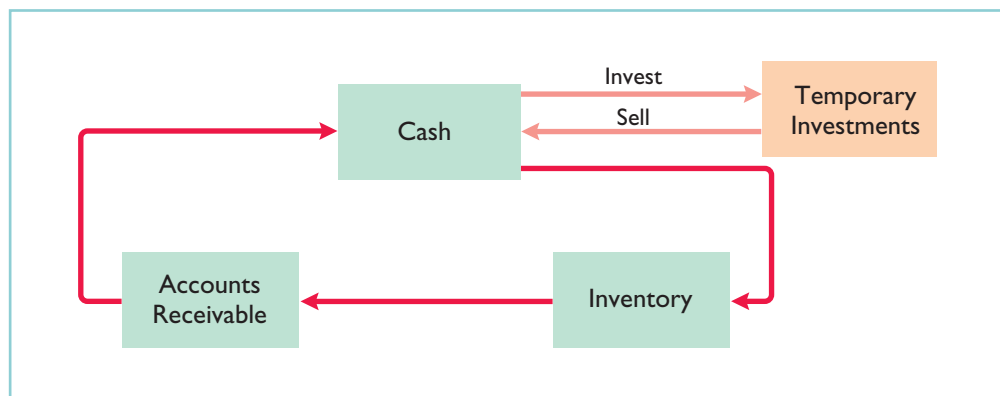 Invest
Temporary
Investments
Cash
Sell
Accounts
Receivable
Inventory